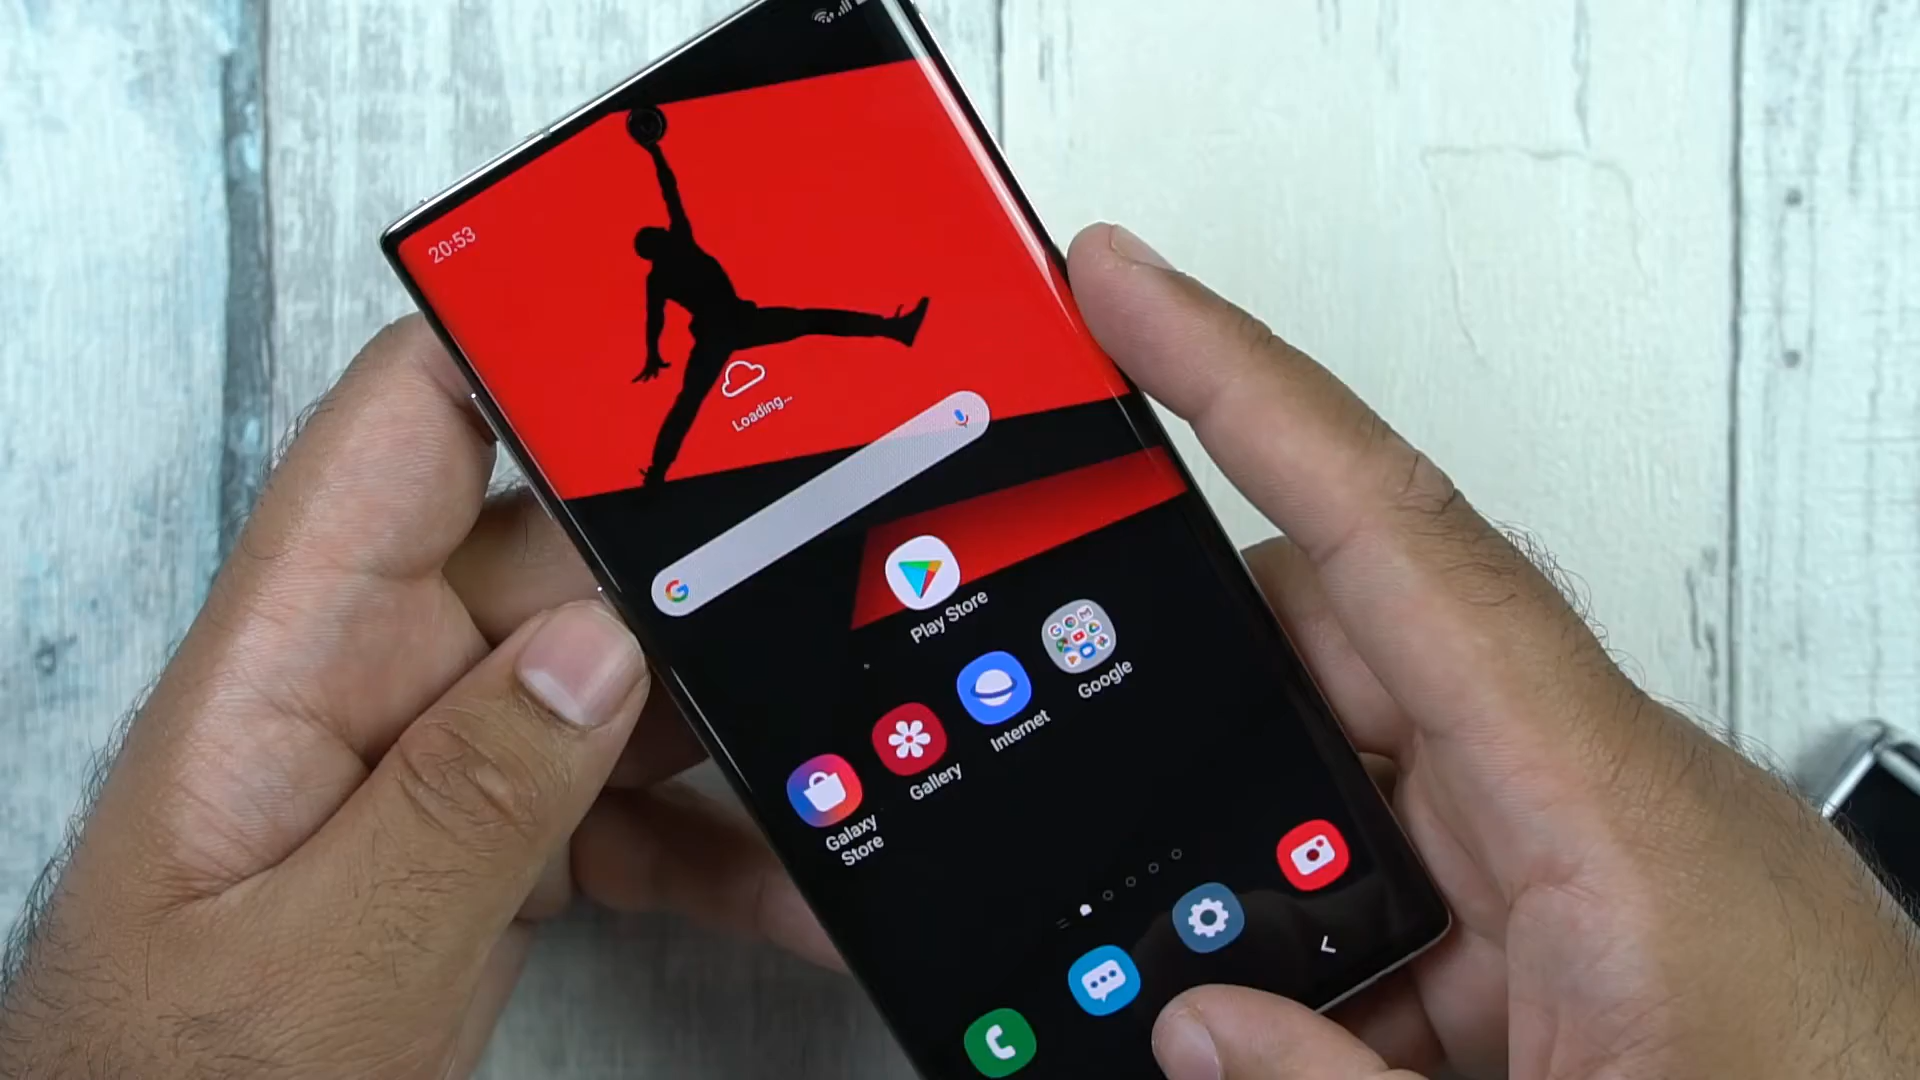 20:53
Loading...
G
Play Store
Google
Internet
Gallery
Galaxy
Store